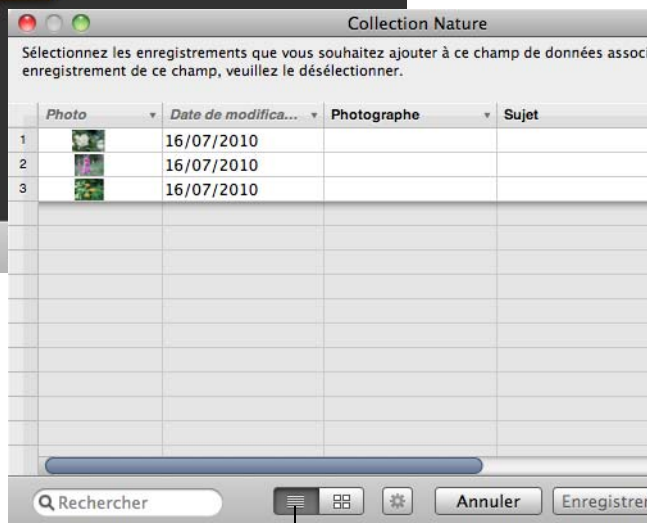 Collection Nature
Sélectionnez les enregistrements que vous souhaitez ajouter à ce champ de données
enregistrement de ce champ, veuillez le désélectionner.
Photo Date de modifica... Photographe Sujet
1 16/07/2010
2 16/07/2010
3 16/07/2010
Rechercher Annuler Enregistrer